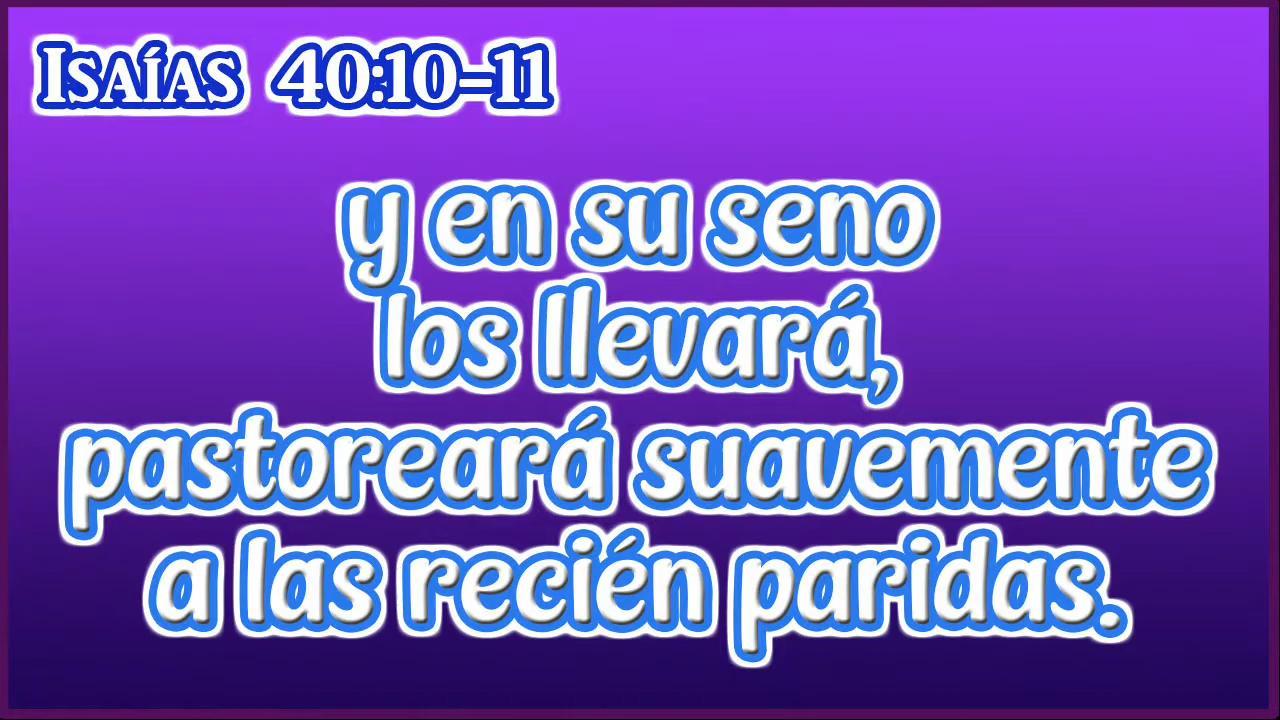 Isaías 40:10-11
y en su seno
los llevará,
pastoreará suavemente
a las recién paridas.